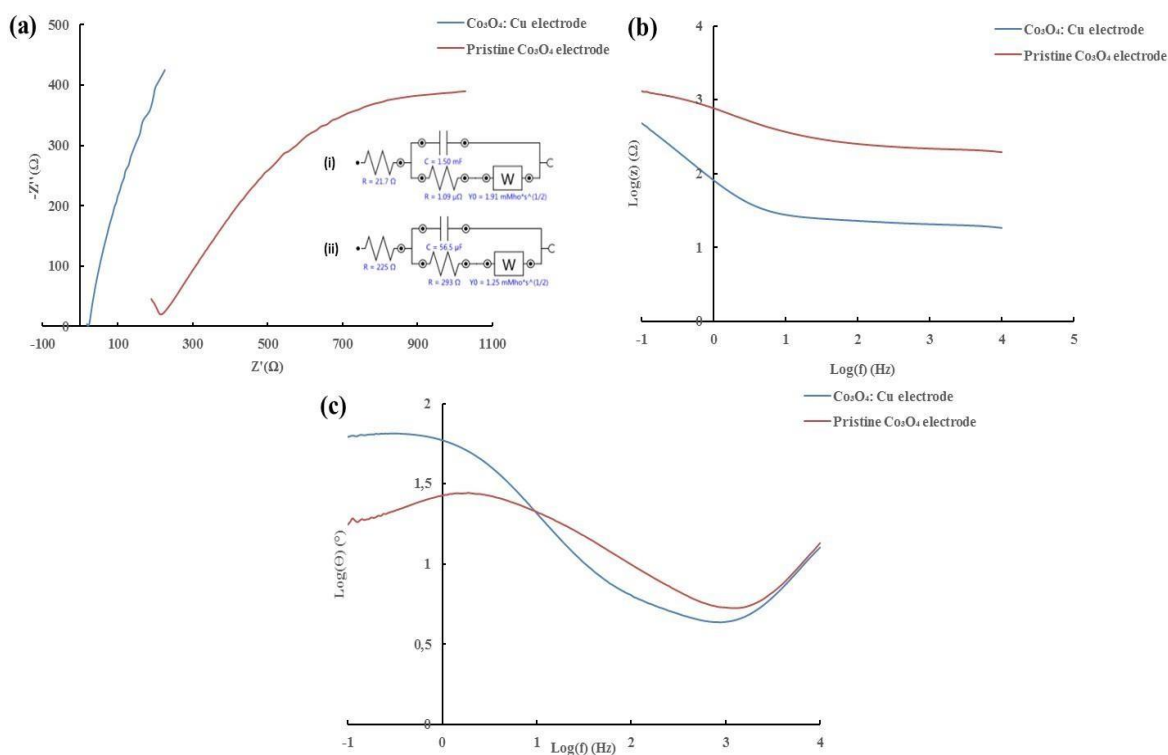 (a)
Co₃O₄: Cu electrode
Pristine Co₃O₄ electrode
500
450
400
300
200
100
0
-Z''(Ω)
-100
100
300
500
700
900
1100
Z'(Ω)
(i)
R = 21.7 Ω
C = 1.50 mF
R = 1.09 µΩ
W
Y0 = 1.91 mMho*s^(1/2)
(ii)
R = 225 Ω
C = 56.5 µF
R = 293 Ω
W
Y0 = 1.25 mMho*s^(1/2)
(b)
Co₃O₄: Cu electrode
Pristine Co₃O₄ electrode
4
3
2
1
0
Log(z) (Ω)
-1
0
1
2
3
4
5
Log(f) (Hz)
(c)
Co₃O₄: Cu electrode
Pristine Co₃O₄ electrode
2
1,5
1
0,5
0
Log(Θ) (°)
-1
0
1
2
3
4
Log(f) (Hz)